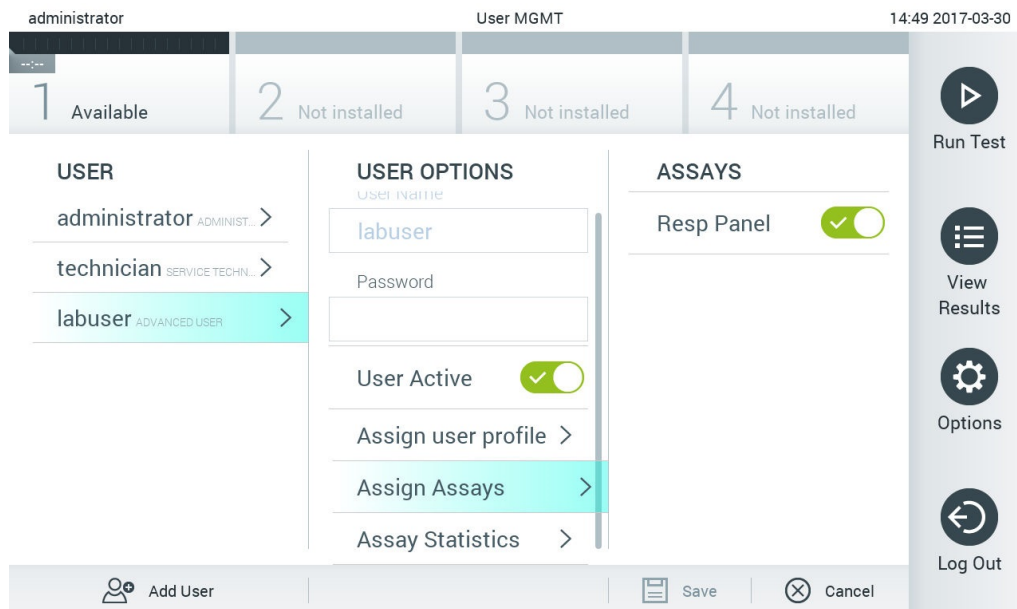 administrator User MGMT 14:49 2017-03-30
--:--
1 Available 2 Not installed 3 Not installed 4 Not installed
Run Test
USER
administrator ADMINIST... >
technician SERVICE TECHN... >
labuser ADVANCED USER >
USER OPTIONS
User Name
labuser
Password
User Active
Assign user profile >
Assign Assays >
Assay Statistics >
ASSAYS
Resp Panel
View
Results
Options
Log Out
Add User Save Cancel